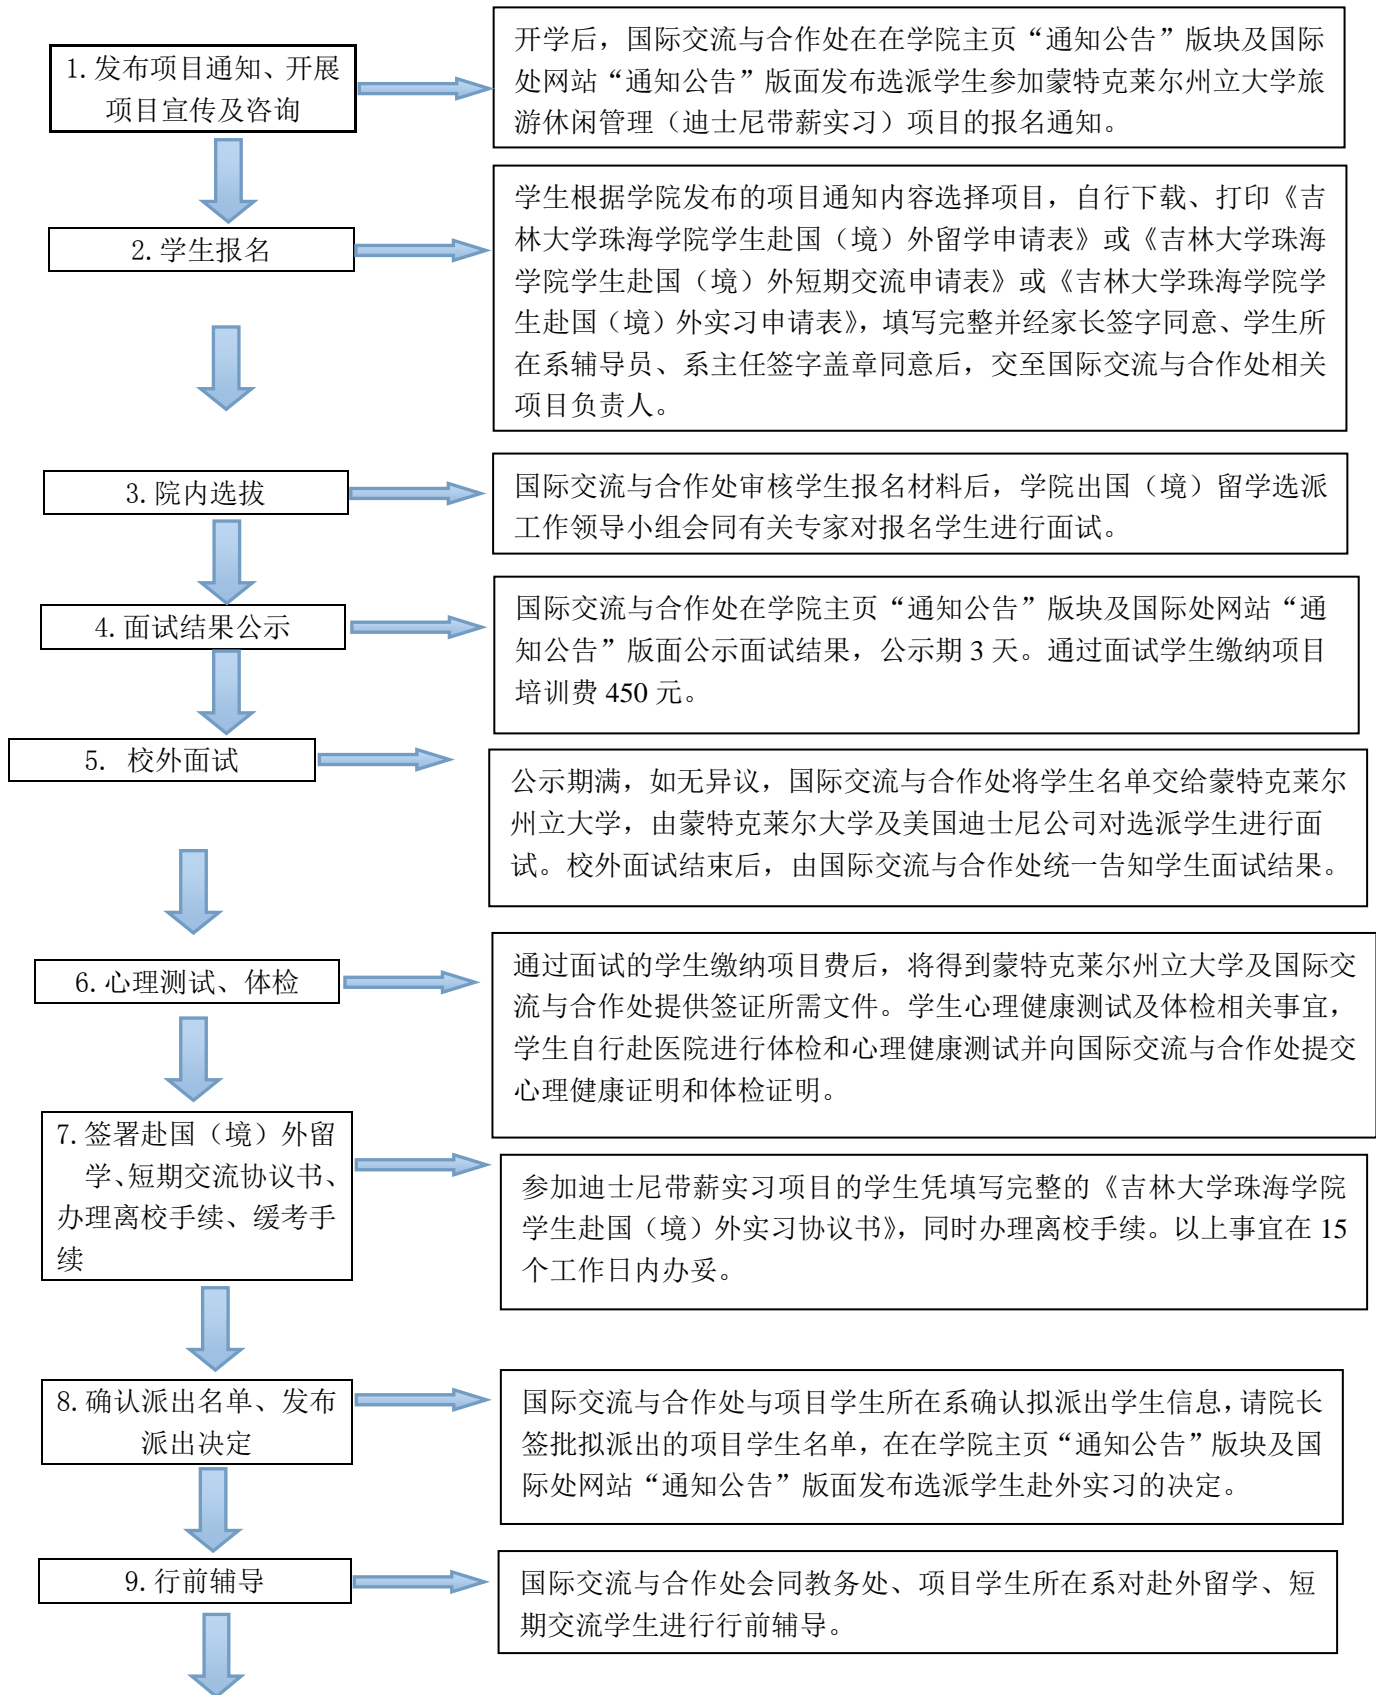 1.发布项目通知、开展
项目宣传及咨询
开学后，国际交流与合作处在在学院主页“通知公告”版块及国际
处网站“通知公告”版面发布选派学生参加蒙特克莱尔州立大学旅
游休闲管理（迪士尼带薪实习）项目的报名通知。
2.学生报名
学生根据学院发布的项目通知内容选择项目，自行下载、打印《吉
林大学珠海学院学生赴国（境）外留学申请表》或《吉林大学珠海
学院学生赴国（境）外短期交流申请表》或《吉林大学珠海学院学
生赴国（境）外实习申请表》，填写完整并经家长签字同意、学生所
在系辅导员、系主任签字盖章同意后，交至国际交流与合作处相关
项目负责人。
3.院内选拔
国际交流与合作处审核学生报名材料后，学院出国（境）留学选派
工作领导小组会同有关专家对报名学生进行面试。
4.面试结果公示
国际交流与合作处在学院主页“通知公告”版块及国际处网站“通
知公告”版面公示面试结果，公示期 3 天。通过面试学生缴纳项目
培训费 450 元。
5. 校外面试
公示期满，如无异议，国际交流与合作处将学生名单交给蒙特克莱尔
州立大学，由蒙特克莱尔大学及美国迪士尼公司对选派学生进行面
试。校外面试结束后，由国际交流与合作处统一告知学生面试结果。
6.心理测试、体检
通过面试的学生缴纳项目费后，将得到蒙特克莱尔州立大学及国际交
流与合作处提供签证所需文件。学生心理健康测试及体检相关事宜，
学生自行赴医院进行体检和心理健康测试并向国际交流与合作处提交
心理健康证明和体检证明。
7.签署赴国（境）外留
学、短期交流协议书、
办理离校手续、缓考手
续
参加迪士尼带薪实习项目的学生凭填写完整的《吉林大学珠海学院
学生赴国（境）外实习协议书》，同时办理离校手续。以上事宜在 15
个工作日内办妥。
8.确认派出名单、发布
派出决定
国际交流与合作处与项目学生所在系确认拟派出学生信息，请院长
签批拟派出的项目学生名单，在在学院主页“通知公告”版块及国
际处网站“通知公告”版面发布选派学生赴外实习的决定。
9.行前辅导
国际交流与合作处会同教务处、项目学生所在系对赴外留学、短
期交流学生进行行前辅导。